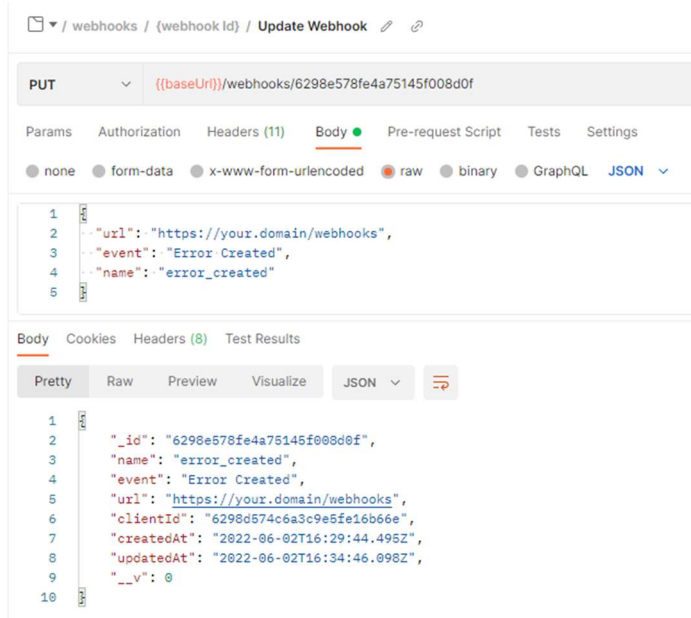 / webhooks / {webhook Id} / Update Webhook
PUT {{baseUrl}}/webhooks/6298e578fe4a75145f008d0f
Params Authorization Headers (11) Body Pre-request Script Tests Settings
none form-data x-www-form-urlencoded raw binary GraphQL JSON
1 {
2 "url": "https://your.domain/webhooks",
3 "event": "Error Created",
4 "name": "error_created"
5 }
Body Cookies Headers (8) Test Results
Pretty Raw Preview Visualize JSON
1 {
2 "_id": "6298e578fe4a75145f008d0f",
3 "name": "error_created",
4 "event": "Error Created",
5 "url": "https://your.domain/webhooks",
6 "clientId": "6298d574c6a3c9e5fe16b66e",
7 "createdAt": "2022-06-02T16:29:44.495Z",
8 "updatedAt": "2022-06-02T16:34:46.098Z",
9 "__v": 0
10 }